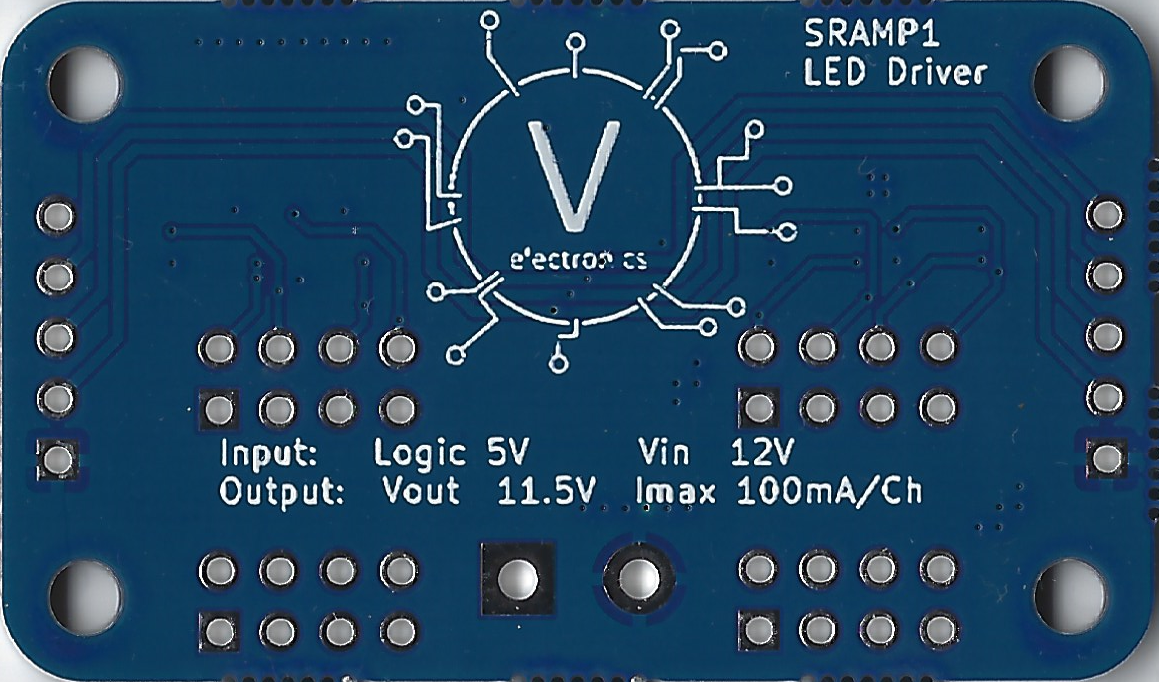 SRAMP1
LED Driver
V
electronics
Input: Logic 5V Vin 12V
Output: Vout 11.5V Imax 100mA/Ch